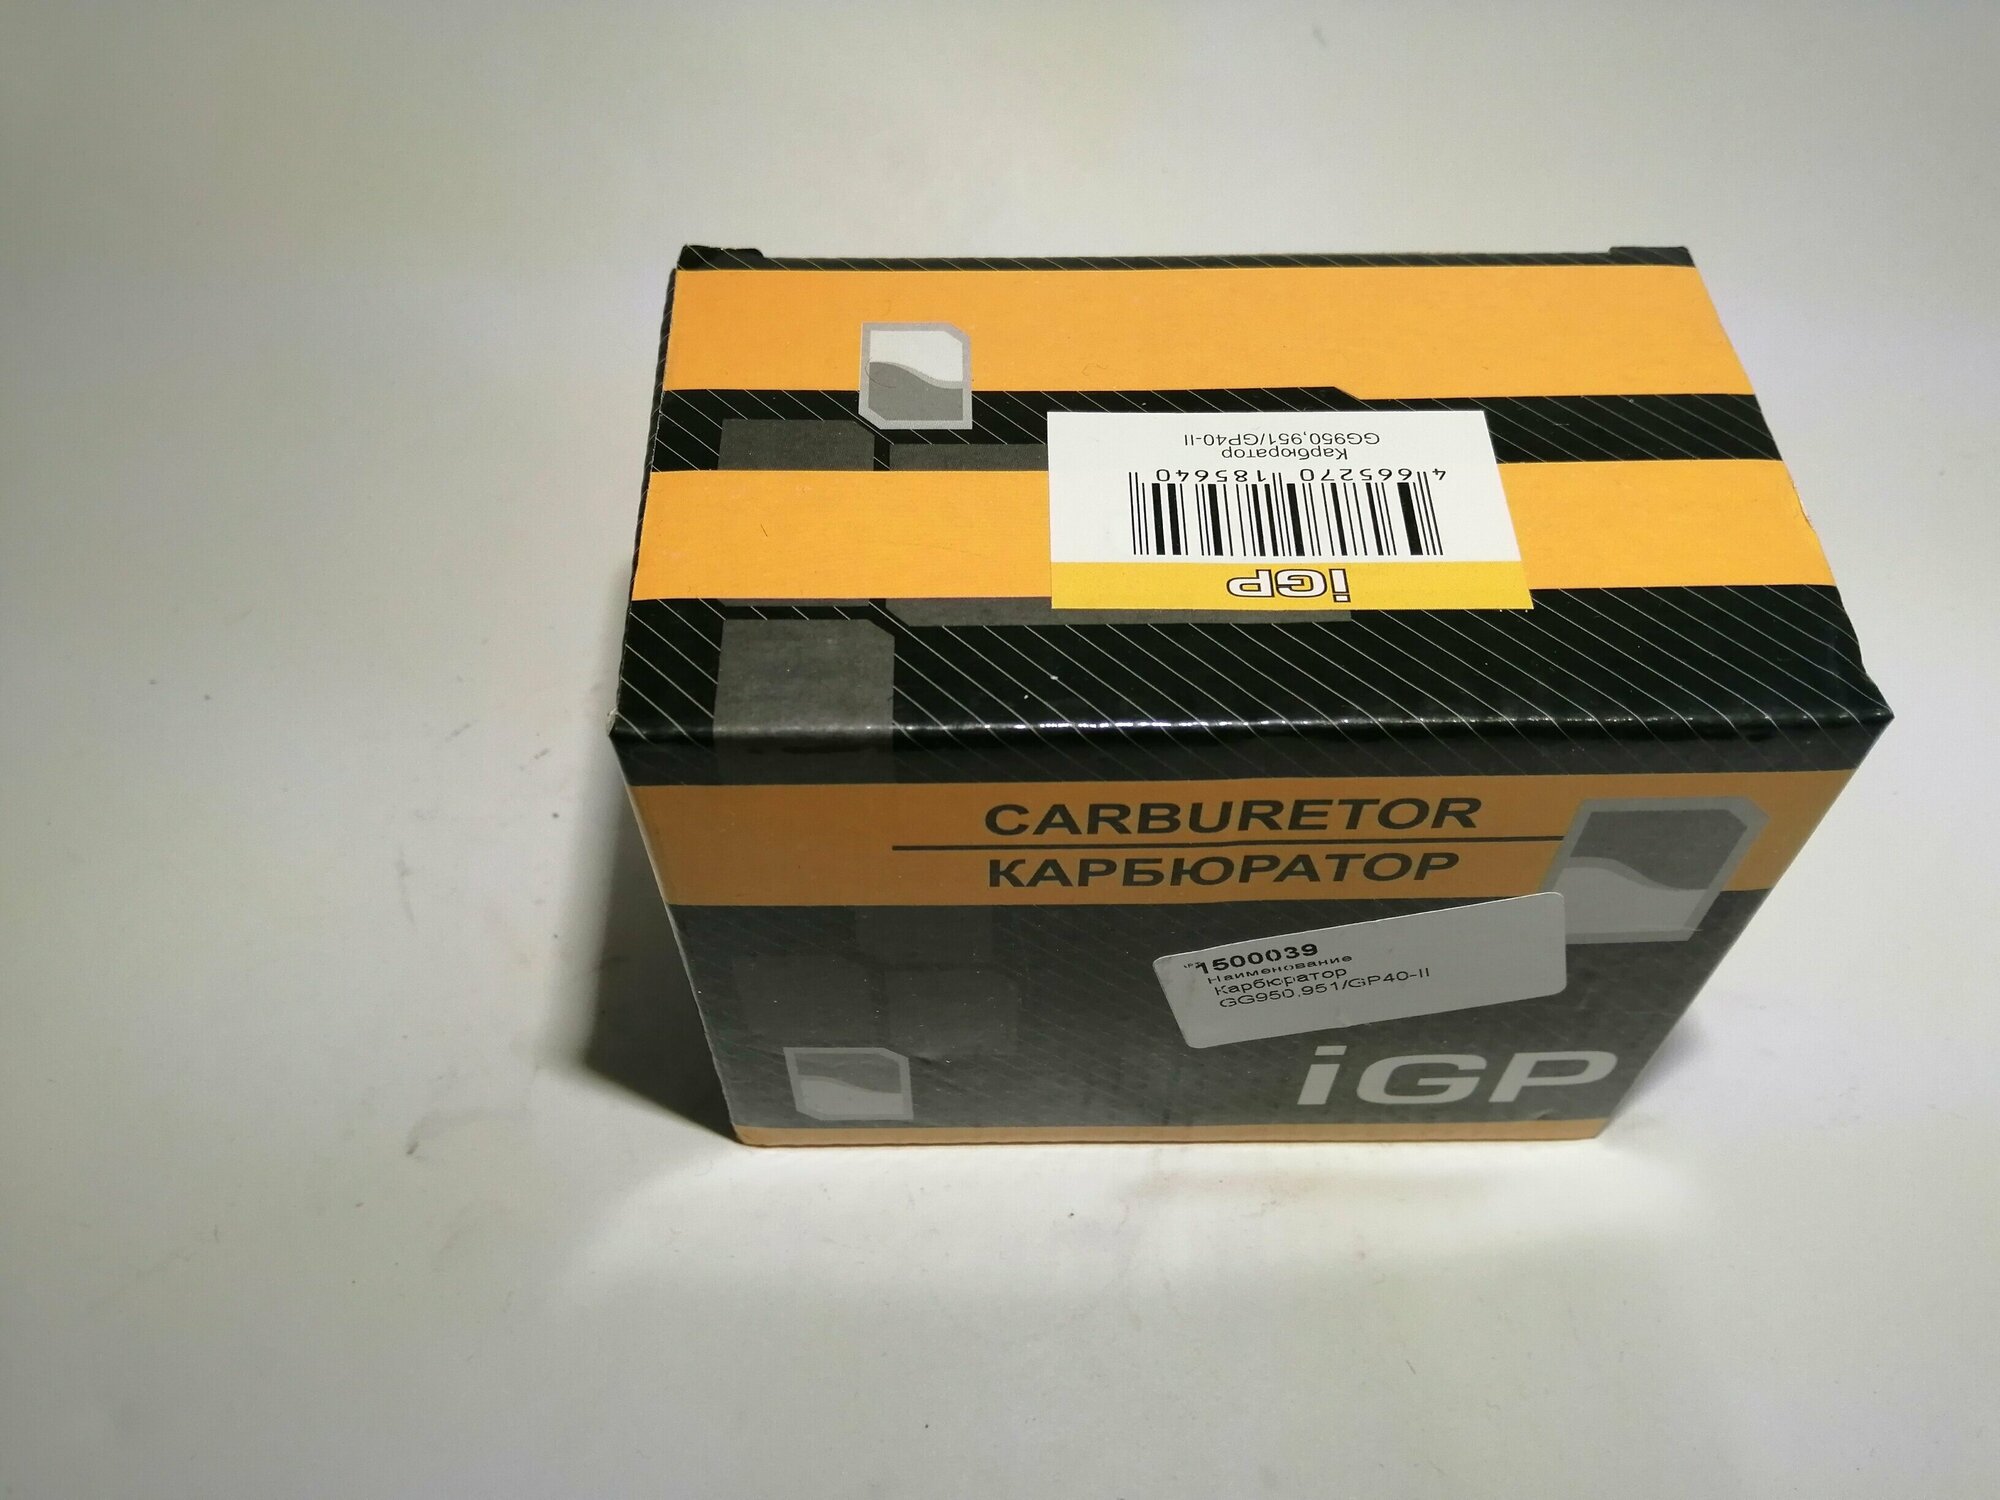 iGP
4 665270 185640
Карбюратор
GG950,951/GP40-II
CARBURETOR
КАРБЮРАТОР
1500039
Наименование
Карбюратор
GG950,951/GP40-II
iGP